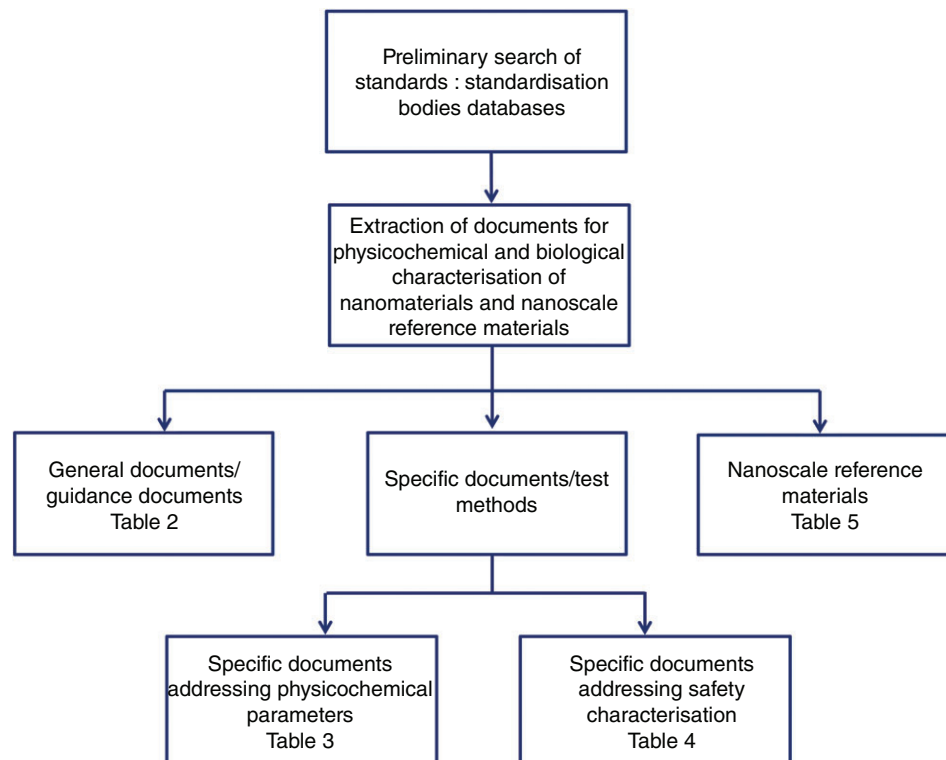 Preliminary search of
standards : standardisation
bodies databases
Extraction of documents for
physicochemical and biological
characterisation of
nanomaterials and nanoscale
reference materials
General documents/
guidance documents
Table 2
Specific documents/test
methods
Nanoscale reference
materials
Table 5
Specific documents
addressing physicochemical
parameters
Table 3
Specific documents
addressing safety
characterisation
Table 4